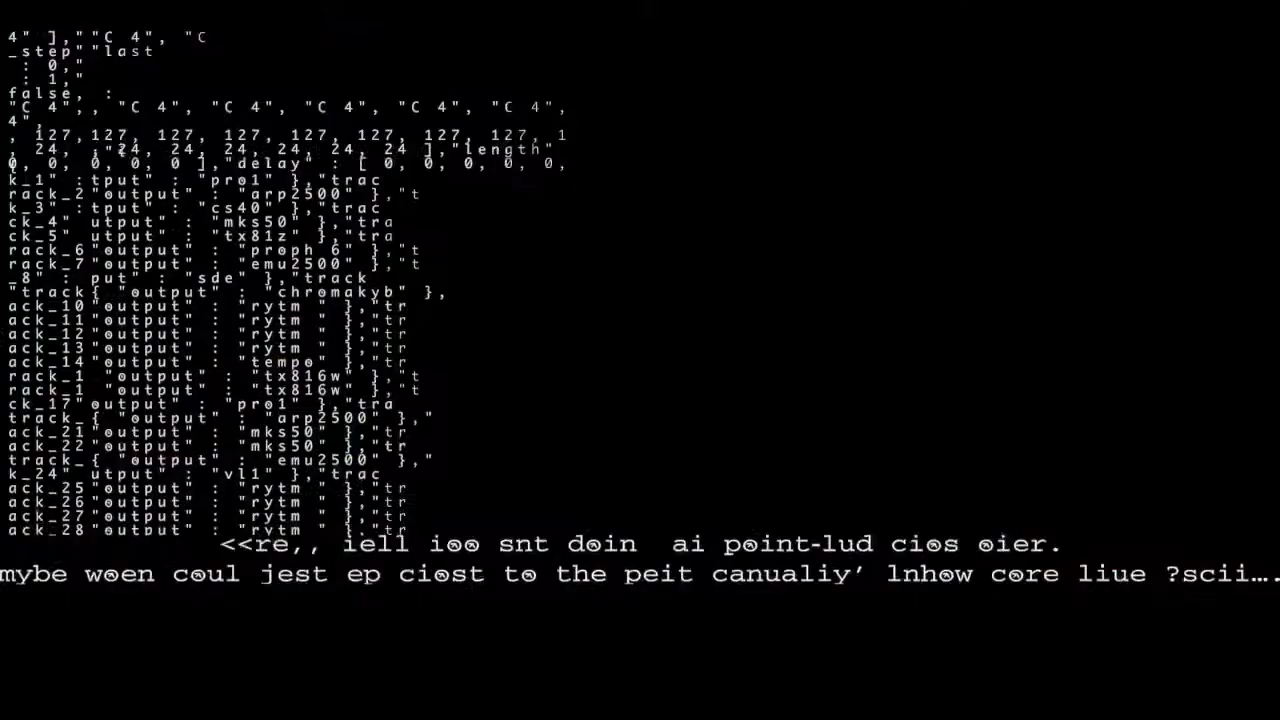 4" ],""C 4", "C
_step""last
: 0,"
: 1,"
false, :
"C 4",, "C 4", "C 4", "C 4", "C 4", "C 4",
4",
, 127,127, 127, 127, 127, 127, 127, 127, 1
, 24, 24, 24, 24, 24, 24, 24 ],"length"
0, 0, 0, 0, 0 ],"delay" : [ 0, 0, 0, 0, 0,
k_1" :tput" : "pro1" },"trac
rack_2"output" : "arp2500" },"t
k_3" :tput" : "cs40" },"trac
ck_4" utput" : "mks50" },"tra
ck_5" utput" : "tx81z" },"tra
rack_6"output" : "proph 6" },"t
rack_7"output" : "emu2500" },"t
_8" : put" : "sde" },"track
"track{ "output" : "chromakyb" },
ack_10"output" : "rytm " },"tr
ack_11"output" : "rytm " },"tr
ack_12"output" : "rytm " },"tr
ack_13"output" : "rytm " },"tr
ack_14"output" : "tempo" },"tr
rack_1 "output" : "tx816w" },"t
rack_1 "output" : "tx816w" },"t
ck_17"output" : "pro1" },"tra
track_{ "output" : "arp2500" },"
ack_21"output" : "mks50" },"tr
ack_22"output" : "mks50" },"tr
track_{ "output" : "emu2500" },"
k_24" utput" : "vl1" },"trac
ack_25"output" : "rytm " },"tr
ack_26"output" : "rytm " },"tr
ack_27"output" : "rytm " },"tr
ack_28"output" : "rytm " },"tr
<<re,, iell ioo snt doin ai point-lud cios oier.
mybe woen coul jest ep ciost to the peit canualiy’ lnhow core liue ?scii….